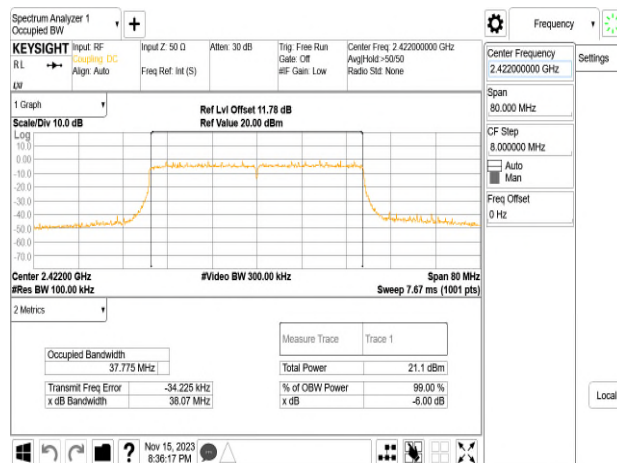 Spectrum Analyzer 1
Occupied BW
Frequency
KEYSIGHT
RL
Input: RF
Coupling: DC
Align: Auto
Input Z: 50 Ω
Freq Ref: Int (S)
Atten: 30 dB
Trig: Free Run
Gate: Off
#IF Gain: Low
Center Freq: 2.422000000 GHz
Avg|Hold:>50/50
Radio Std: None
Center Frequency
2.422000000 GHz
Settings
Span
80.000 MHz
CF Step
8.000000 MHz
Auto
Man
Freq Offset
0 Hz
Local
1 Graph
Scale/Div 10.0 dB
Ref Lvl Offset 11.78 dB
Ref Value 20.00 dBm
Log
10.0
0.00
-10.0
-20.0
-30.0
-40.0
-50.0
-60.0
-70.0
Center 2.42200 GHz
#Res BW 100.00 kHz
#Video BW 300.00 kHz
Span 80 MHz
Sweep 7.67 ms (1001 pts)
2 Metrics
Measure Trace Trace 1
Occupied Bandwidth
37.775 MHz
Total Power 21.1 dBm
Transmit Freq Error -34.225 kHz
% of OBW Power 99.00 %
x dB Bandwidth 38.07 MHz
x dB -6.00 dB
?
Nov 15, 2023
8:36:17 PM